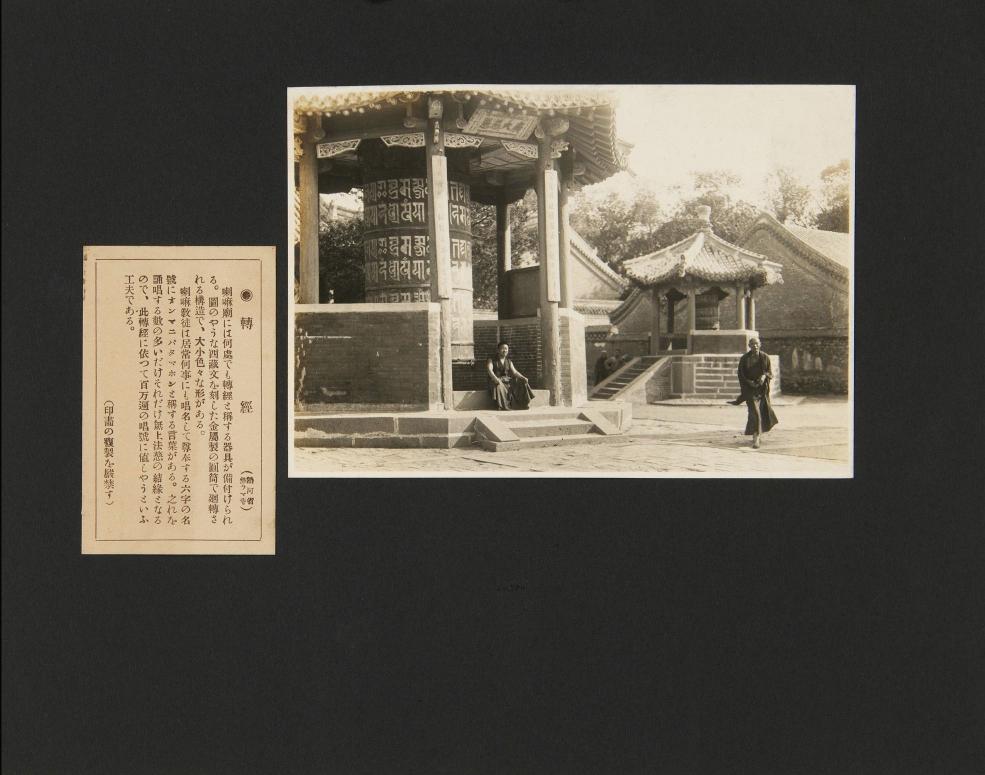 ◉ 轉經 (熱河省
喇嘛廟には何處でも轉經と稱する器具が備付けられ
る。圖のやうな西藏文を刻した金屬製の圓筒で廻轉さ
れる構造で、大小色々な形がある。
喇嘛敎徒は居常何事にも唱名して尊奉する六字の名
號にオンマニパタマホンと稱する言葉がある。之れを
誦唱する數の多いだけそれだけ無上法悲の結緣となる
ので、此轉經に依つて百万遍の唱號に値しやうといふ
工夫である。
(印畵の複製を嚴禁す)